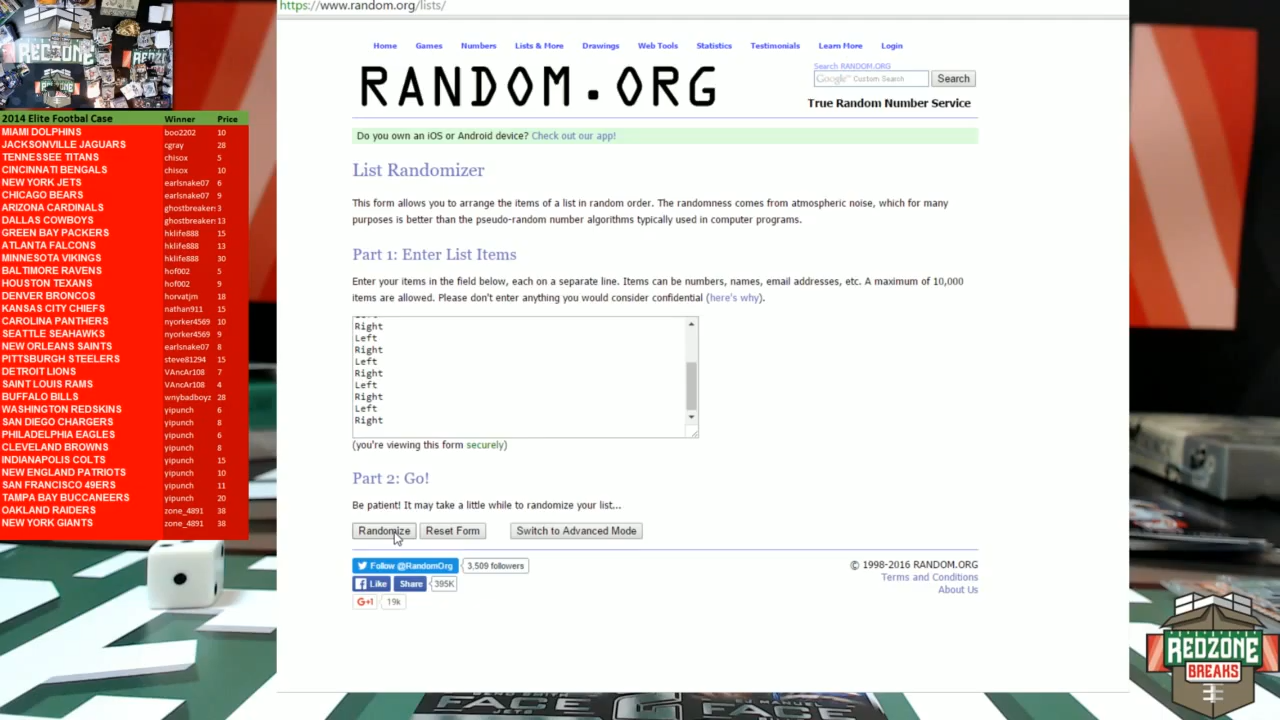 https://www.random.org/lists/
REDZONE
2014 Elite Footbal Case Winner Price
MIAMI DOLPHINS boo2202 10
JACKSONVILLE JAGUARS cgray 28
TENNESSEE TITANS chisox 5
CINCINNATI BENGALS chisox 10
NEW YORK JETS earlsnake07 6
CHICAGO BEARS earlsnake07 9
ARIZONA CARDINALS ghostbreaker 3
DALLAS COWBOYS ghostbreaker 13
GREEN BAY PACKERS hklife888 15
ATLANTA FALCONS hklife888 13
MINNESOTA VIKINGS hklife888 30
BALTIMORE RAVENS hof002 5
HOUSTON TEXANS hof002 9
DENVER BRONCOS horvatjm 18
KANSAS CITY CHIEFS nathan911 15
CAROLINA PANTHERS nyorker4569 10
SEATTLE SEAHAWKS nyorker4569 9
NEW ORLEANS SAINTS earlsnake07 8
PITTSBURGH STEELERS steve81294 15
DETROIT LIONS VAncAr108 7
SAINT LOUIS RAMS VAncAr108 4
BUFFALO BILLS wnybadboyz 28
WASHINGTON REDSKINS yipunch 6
SAN DIEGO CHARGERS yipunch 8
PHILADELPHIA EAGLES yipunch 6
CLEVELAND BROWNS yipunch 8
INDIANAPOLIS COLTS yipunch 15
NEW ENGLAND PATRIOTS yipunch 10
SAN FRANCISCO 49ERS yipunch 11
TAMPA BAY BUCCANEERS yipunch 20
OAKLAND RAIDERS zone_4891 38
NEW YORK GIANTS zone_4891 38
Home Games Numbers Lists & More Drawings Web Tools Statistics Testimonials Learn More Login
RANDOM.ORG
Search RANDOM.ORG
Google™ Custom Search Search
True Random Number Service
Do you own an iOS or Android device? Check out our app!
List Randomizer
This form allows you to arrange the items of a list in random order. The randomness comes from atmospheric noise, which for many
purposes is better than the pseudo-random number algorithms typically used in computer programs.
Part 1: Enter List Items
Enter your items in the field below, each on a separate line. Items can be numbers, names, email addresses, etc. A maximum of 10,000
items are allowed. Please don't enter anything you would consider confidential (here's why).
Right
Left
Right
Left
Right
Left
Right
Left
Right
(you're viewing this form securely)
Part 2: Go!
Be patient! It may take a little while to randomize your list...
Randomize Reset Form Switch to Advanced Mode
Follow @RandomOrg 3,509 followers
Like Share 395K
G+1 19k
© 1998-2016 RANDOM.ORG
Terms and Conditions
About Us
REDZONE
BREAKS
FACE
FACE
JETS